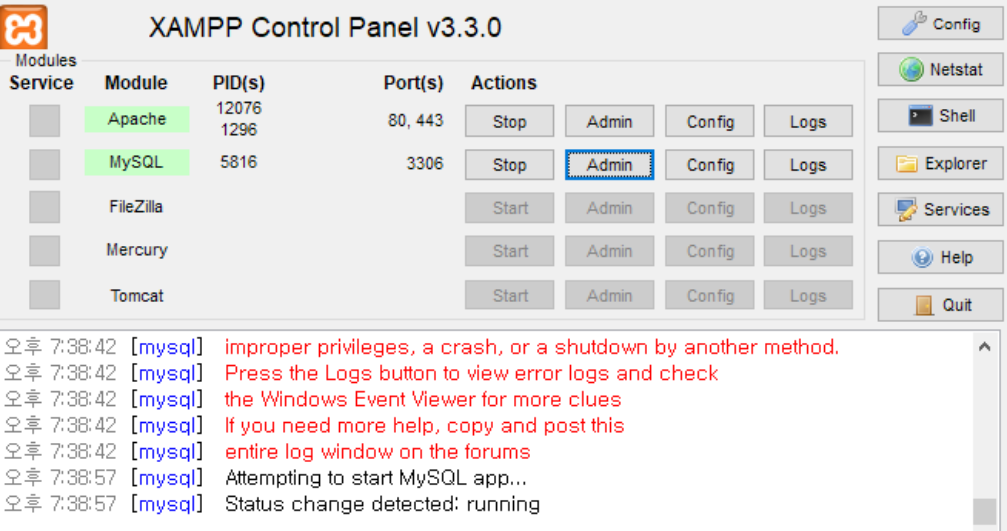 XAMPP Control Panel v3.3.0
Config
Modules
Service Module PID(s) Port(s) Actions
Netstat
Apache 12076 80, 443 Stop Admin Config Logs
1296
Shell
MySQL 5816 3306 Stop Admin Config Logs
Explorer
FileZilla Start Admin Config Logs
Services
Mercury Start Admin Config Logs
Help
Tomcat Start Admin Config Logs
Quit
오후 7:38:42 [mysql] improper privileges, a crash, or a shutdown by another method.
오후 7:38:42 [mysql] Press the Logs button to view error logs and check
오후 7:38:42 [mysql] the Windows Event Viewer for more clues
오후 7:38:42 [mysql] If you need more help, copy and post this
오후 7:38:42 [mysql] entire log window on the forums
오후 7:38:57 [mysql] Attempting to start MySQL app...
오후 7:38:57 [mysql] Status change detected: running